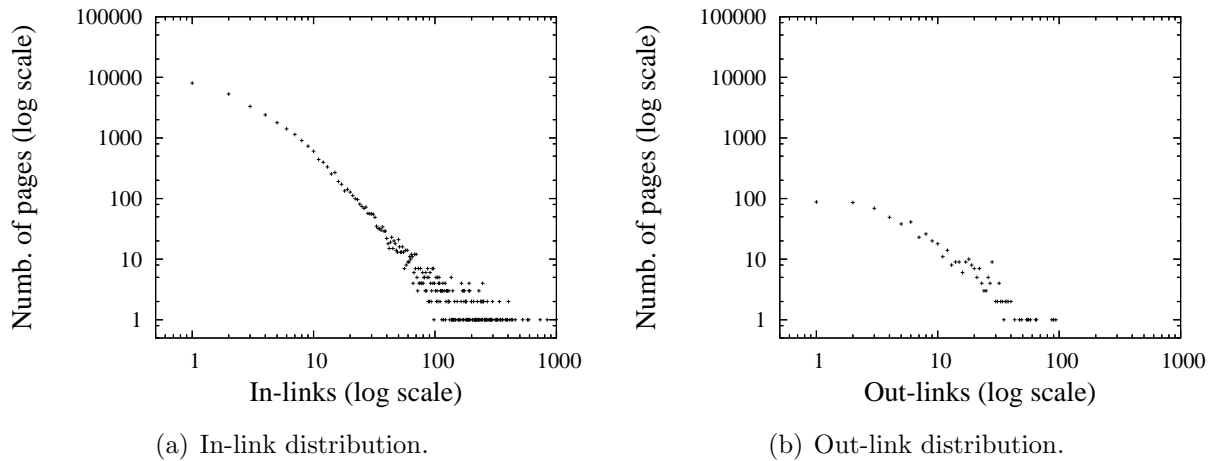 100000
10000
1000
100
10
1
Numb. of pages (log scale)
1 10 100 1000
In-links (log scale)
(a) In-link distribution.
100000
10000
1000
100
10
1
Numb. of pages (log scale)
1 10 100 1000
Out-links (log scale)
(b) Out-link distribution.